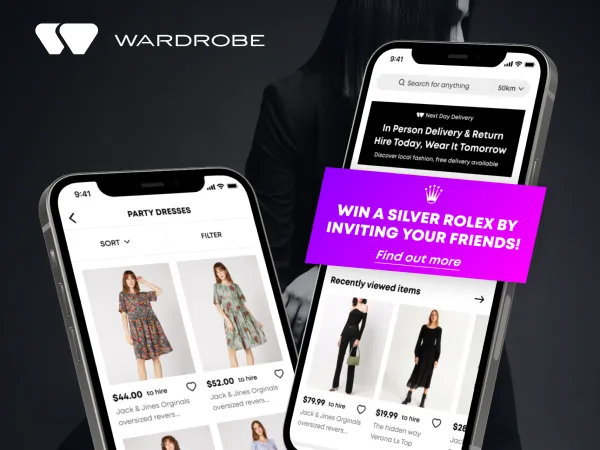 WARDROBE
9:41
PARTY DRESSES
SORT
FILTER
$44.00 to hire
Jack & Jines Orginals
oversized revers...
$52.00 to hire
Jack & Jines Orginals
oversized revers...
9:41
Search for anything
50km
Next Day Delivery
In Person Delivery & Return
Hire Today, Wear It Tomorrow
Discover local fashion, free delivery available
WIN A SILVER ROLEX BY
INVITING YOUR FRIENDS!
Find out more
Recently viewed items
$79.99 to hire
Jack & Jines Orginals
oversized revers...
$19.99 to hire
The hidden way
Verona Ls Top
$28
Jack
over